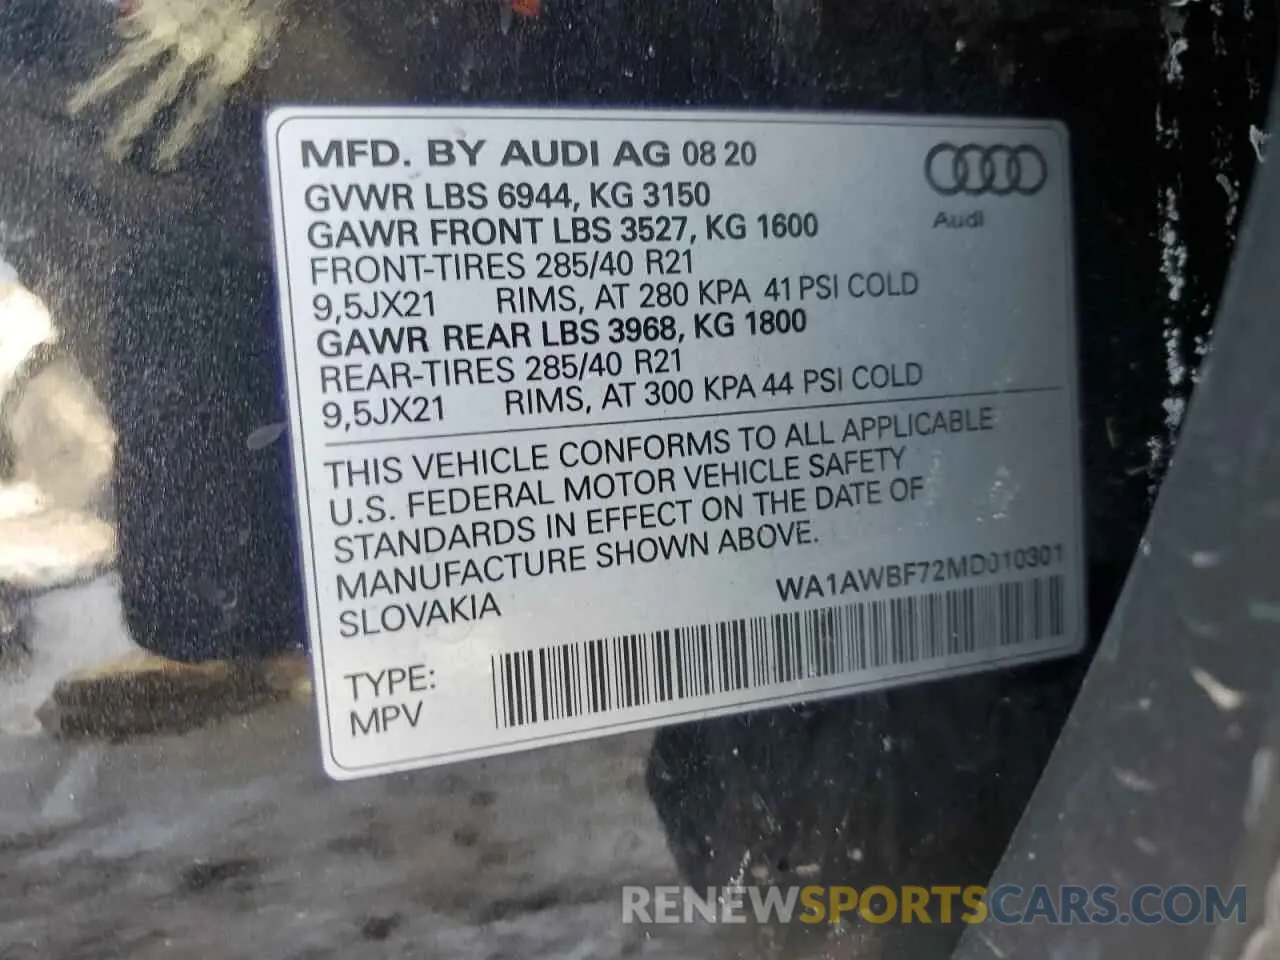 MFD. BY AUDI AG 08 20
GVWR LBS 6944, KG 3150
GAWR FRONT LBS 3527, KG 1600
FRONT-TIRES 285/40 R21
9,5JX21 RIMS, AT 280 KPA 41 PSI COLD
GAWR REAR LBS 3968, KG 1800
REAR-TIRES 285/40 R21
9,5JX21 RIMS, AT 300 KPA 44 PSI COLD
Audi
THIS VEHICLE CONFORMS TO ALL APPLICABLE
U.S. FEDERAL MOTOR VEHICLE SAFETY
STANDARDS IN EFFECT ON THE DATE OF
MANUFACTURE SHOWN ABOVE.
SLOVAKIA
WA1AWBF72MD010301
TYPE:
MPV
RENEWSPORTSCARS.COM